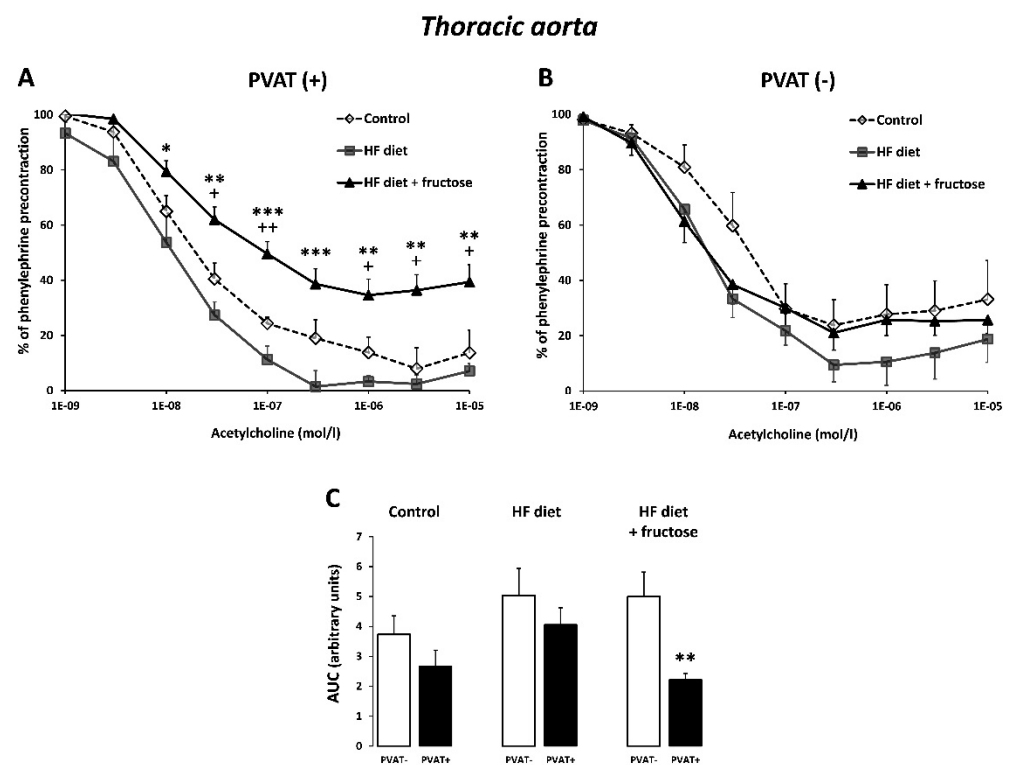 Thoracic aorta
A
PVAT (+)
% of phenylephrine precontraction
100
80
60
40
20
0
Control
HF diet
HF diet + fructose
*
**
+
***
++
***
**
+
**
+
**
+
1E-09
1E-08
1E-07
1E-06
1E-05
Acetylcholine (mol/l)
B
PVAT (-)
% of phenylephrine precontraction
100
80
60
40
20
0
Control
HF diet
HF diet + fructose
1E-09
1E-08
1E-07
1E-06
1E-05
Acetylcholine (mol/l)
C
Control
HF diet
HF diet
+ fructose
AUC (arbitrary units)
7
6
5
4
3
2
1
0
**
PVAT-
PVAT+
PVAT-
PVAT+
PVAT-
PVAT+